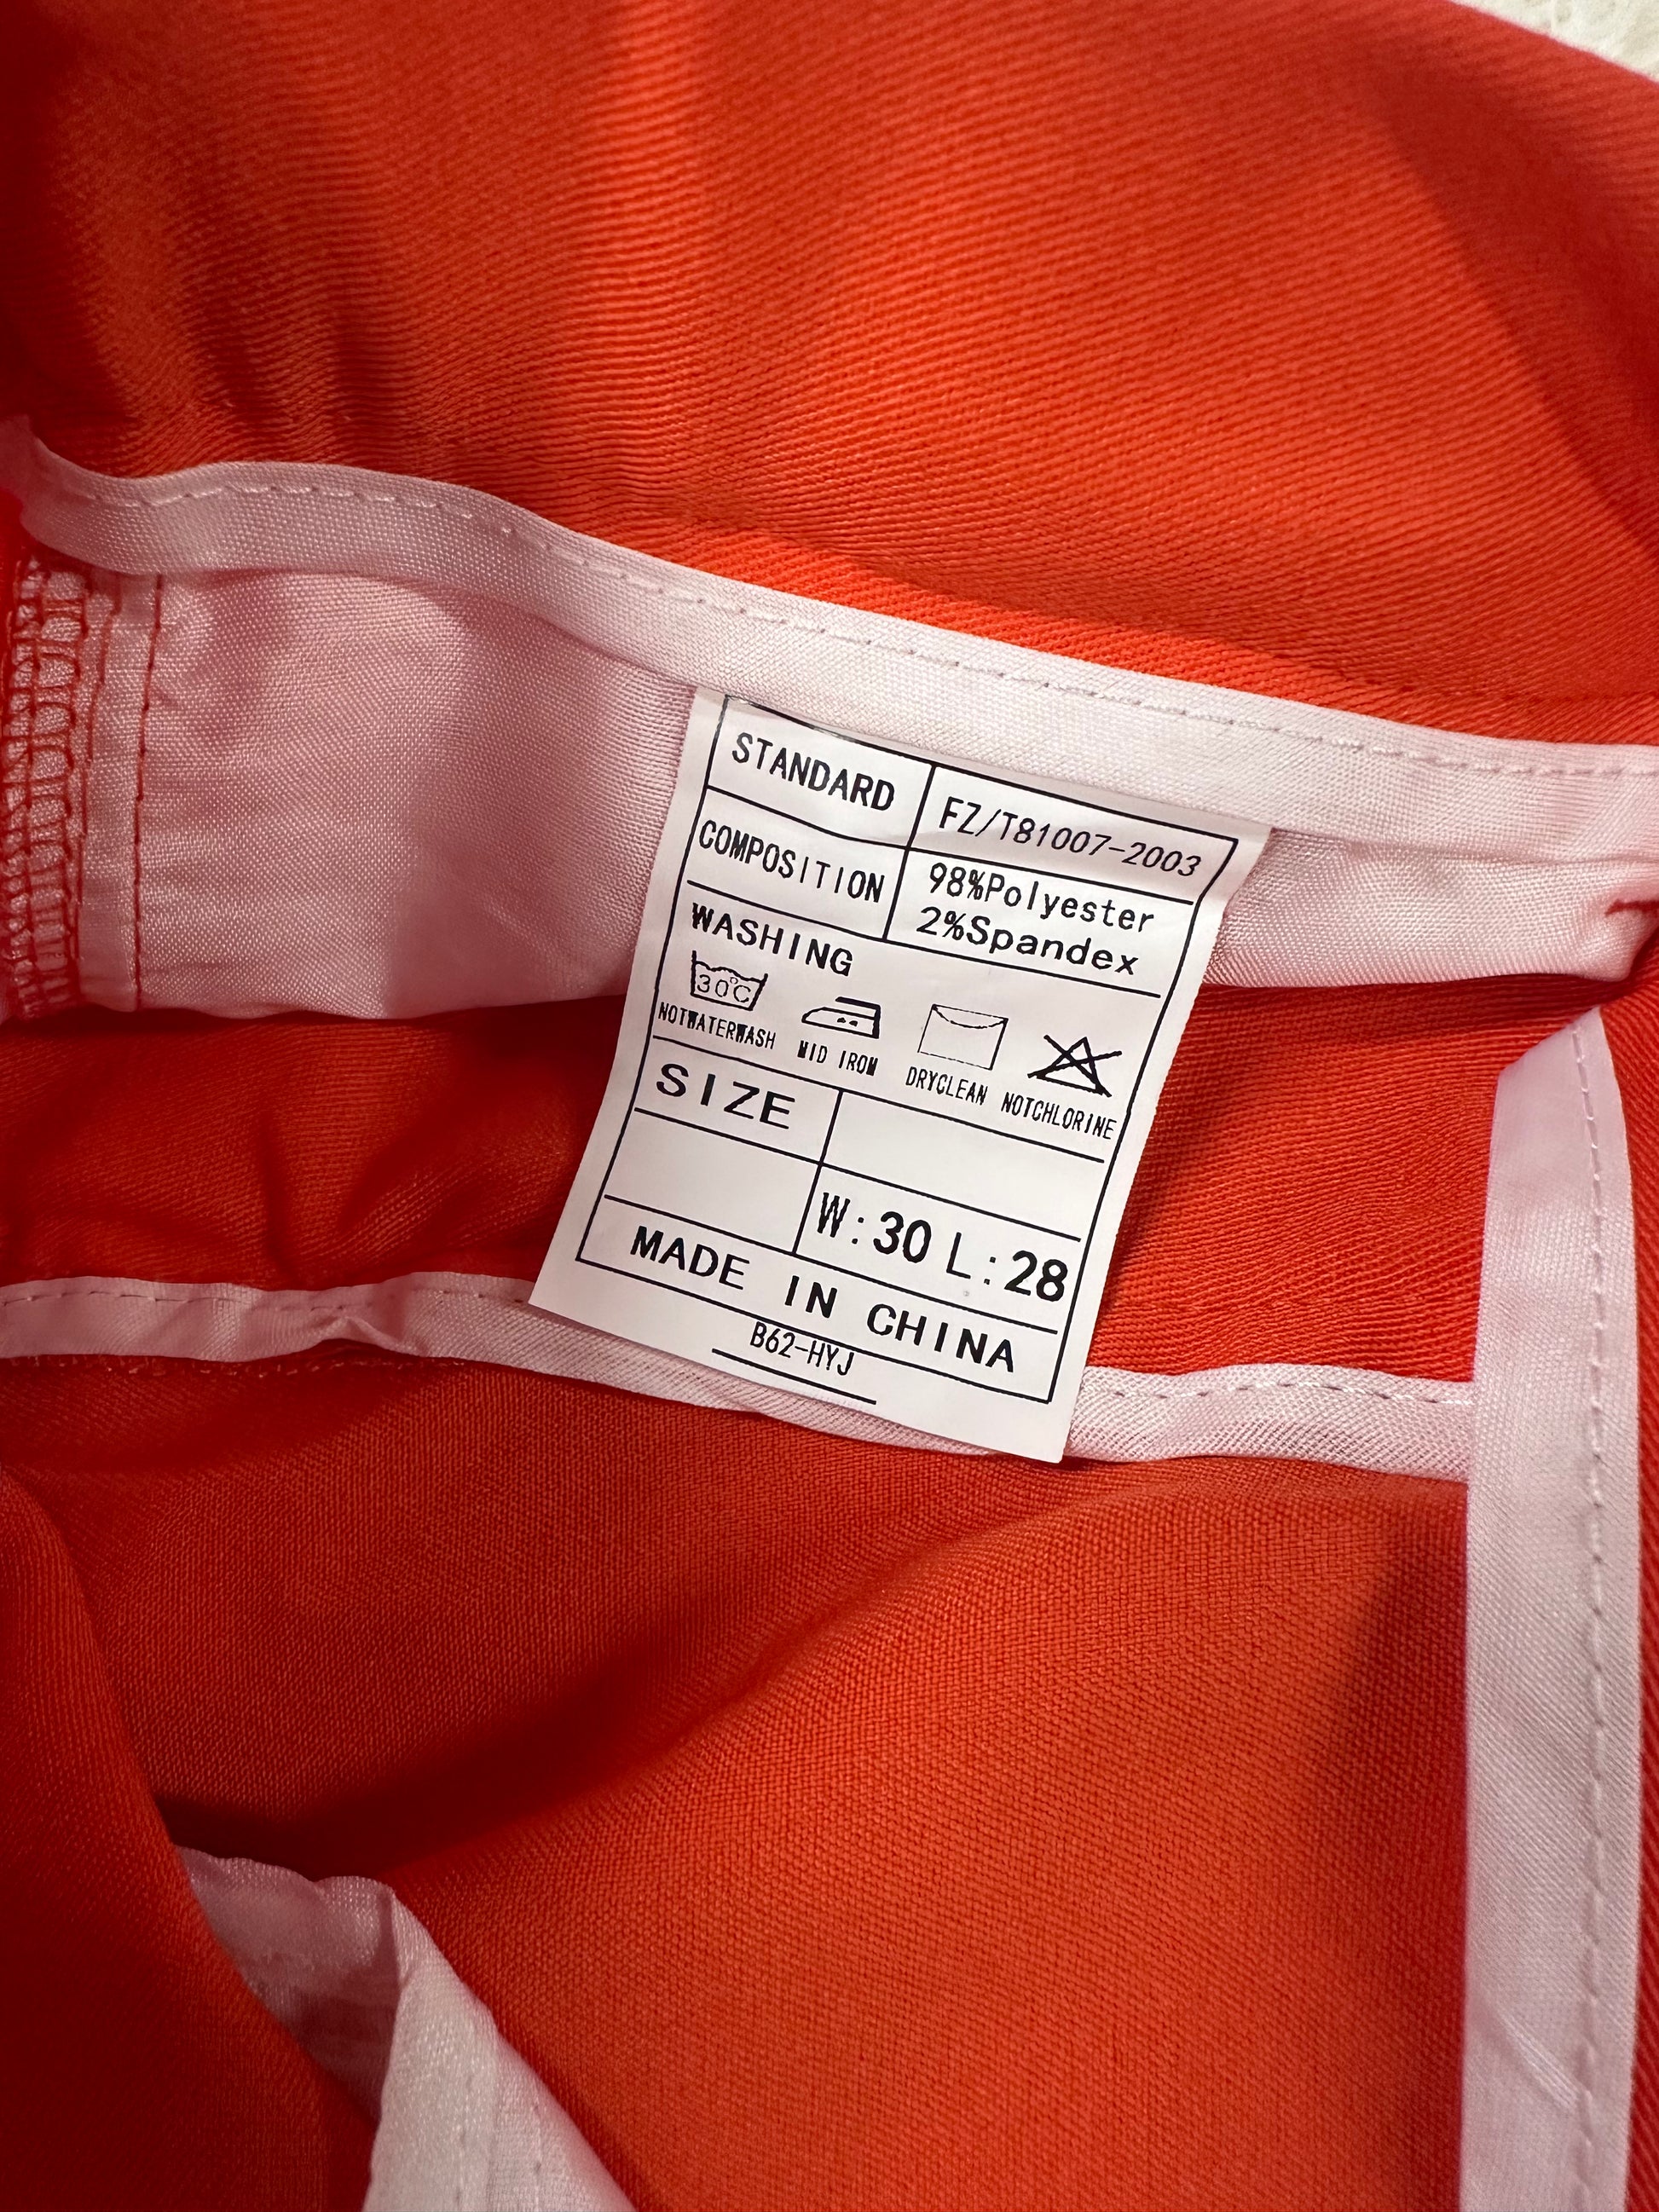 STANDARD FZ/T81007-2003
COMPOSITION 98%Polyester
2%Spandex
WASHING
30℃
NOTWATERWASH MID IRON DRYCLEAN NOTCHLORINE
SIZE
W:30 L:28
MADE IN CHINA
B62-HYJ